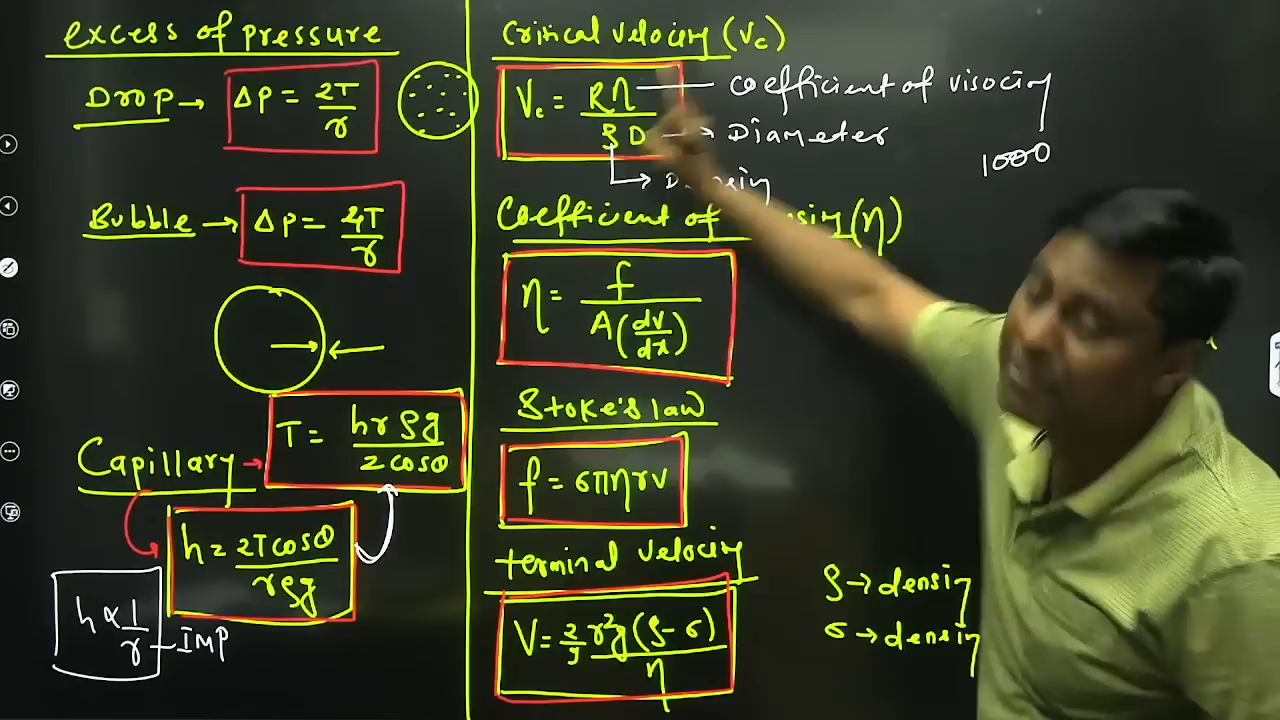 excess of pressure
Drop → ΔP = 2T/r
Bubble → ΔP = 4T/r
Capillary → T = hrρg/2cosθ
h = 2Tcosθ/rρg
h ∝ 1/r - IMP
Critical velocity (Vc)
Vc = Rη/ρD
Coefficient of visocity
→ Diameter
→ Density
1000
Coefficient of (η)
η = f/A(dv/dx)
Stoke's law
f = 6πηrv
terminal velocity
V = 2/9 r²g(ρ-σ)/η
ρ → density
σ → density